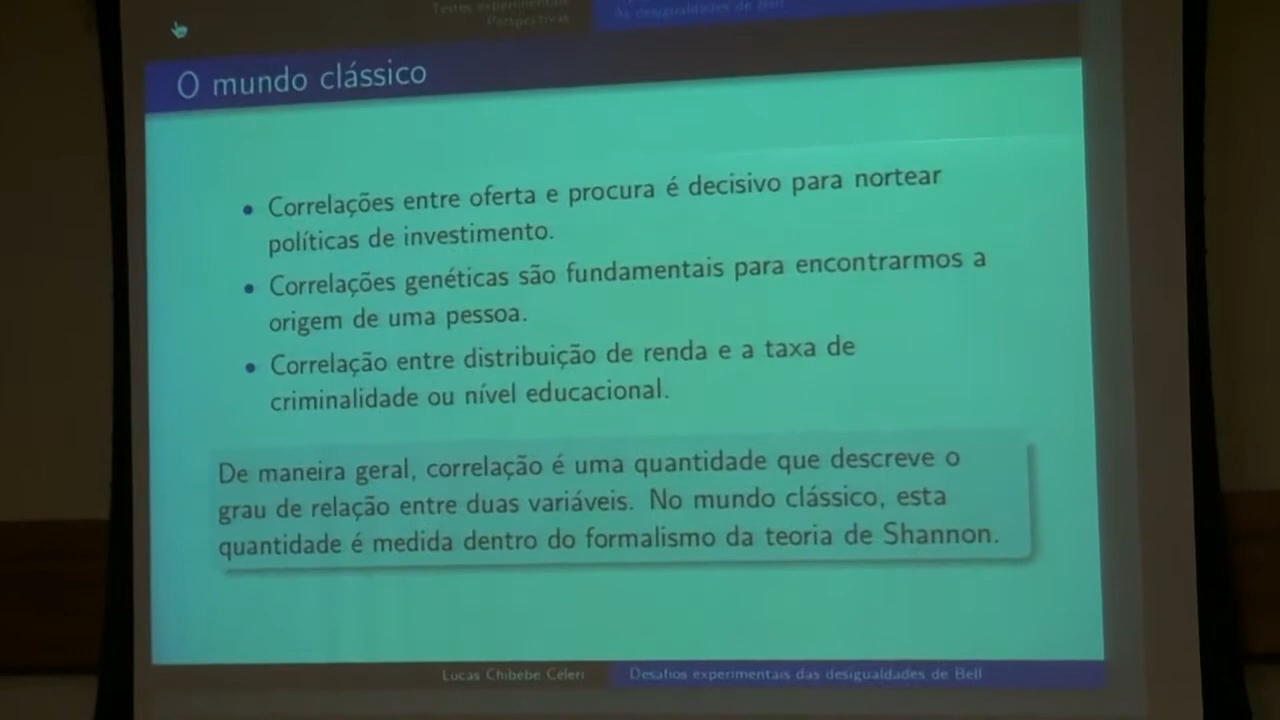 Testes experimentais
Perspectivas
As desigualdades de Bell
O mundo clássico
• Correlações entre oferta e procura é decisivo para nortear
políticas de investimento.
• Correlações genéticas são fundamentais para encontrarmos a
origem de uma pessoa.
• Correlação entre distribuição de renda e a taxa de
criminalidade ou nível educacional.
De maneira geral, correlação é uma quantidade que descreve o
grau de relação entre duas variáveis. No mundo clássico, esta
quantidade é medida dentro do formalismo da teoria de Shannon.
Lucas Chibebe Céleri
Desafios experimentais das desigualdades de Bell